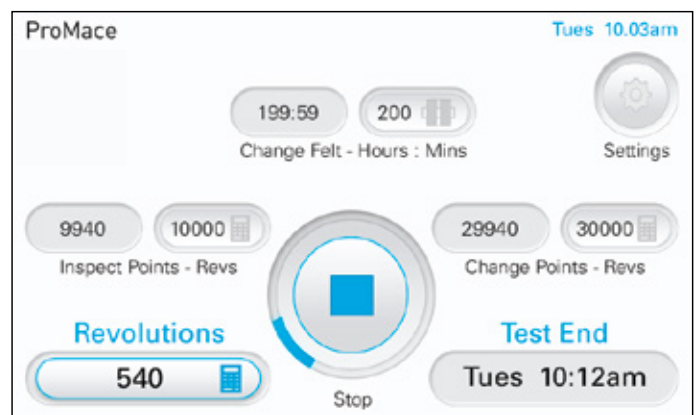 ProMace Tues 10.03am
199:59 200
Change Felt - Hours : Mins
Settings
9940 10000 29940 30000
Inspect Points - Revs Change Points - Revs
Revolutions Test End
540 Tues 10:12am
Stop